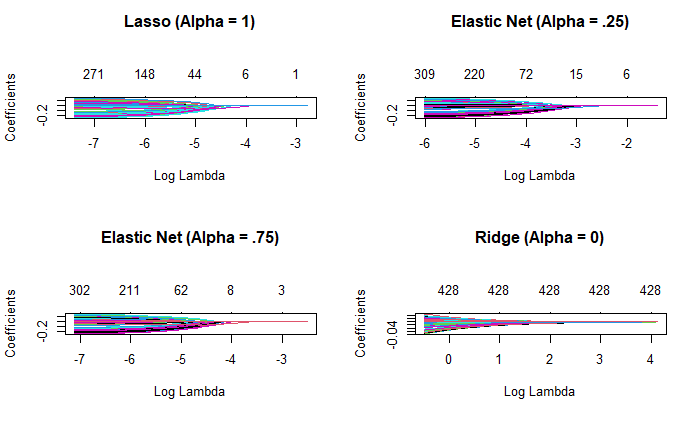 Lasso (Alpha = 1)
271 148 44 6 1
Coefficients
-0.2
-7 -6 -5 -4 -3
Log Lambda
Elastic Net (Alpha = .25)
309 220 72 15 6
Coefficients
-0.2
-6 -5 -4 -3 -2
Log Lambda
Elastic Net (Alpha = .75)
302 211 62 8 3
Coefficients
-0.2
-7 -6 -5 -4 -3
Log Lambda
Ridge (Alpha = 0)
428 428 428 428 428
Coefficients
-0.04
0 1 2 3 4
Log Lambda